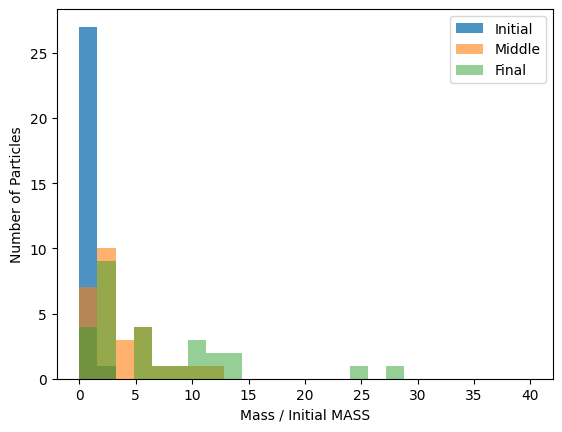 Initial
Middle
Final
Number of Particles
25
20
15
10
5
0
0 5 10 15 20 25 30 35 40
Mass / Initial MASS